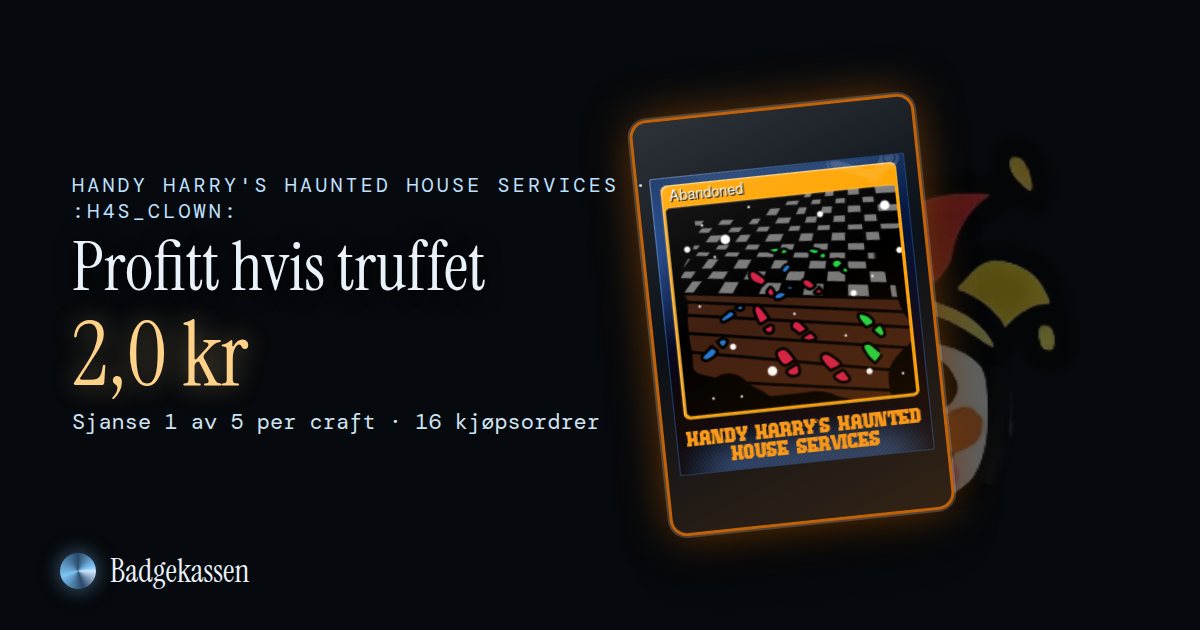 HANDY HARRY'S HAUNTED HOUSE SERVICES ·
:H4S_CLOWN:
Profitt hvis truffet
2,0 kr
Sjanse 1 av 5 per craft · 16 kjøpsordrer
Badgekassen
Abandoned
HANDY HARRY'S HAUNTED
HOUSE SERVICES